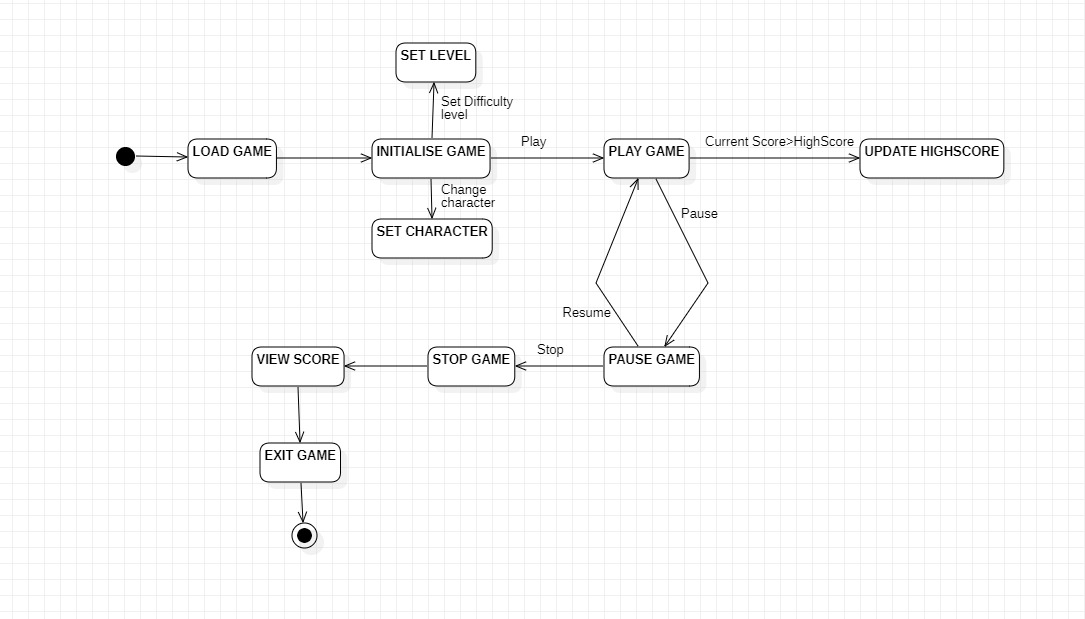 SET LEVEL
Set Difficulty
level
LOAD GAME
INITIALISE GAME
Play
PLAY GAME
Current Score>HighScore
UPDATE HIGHSCORE
Change
character
SET CHARACTER
Pause
Resume
VIEW SCORE
STOP GAME
Stop
PAUSE GAME
EXIT GAME